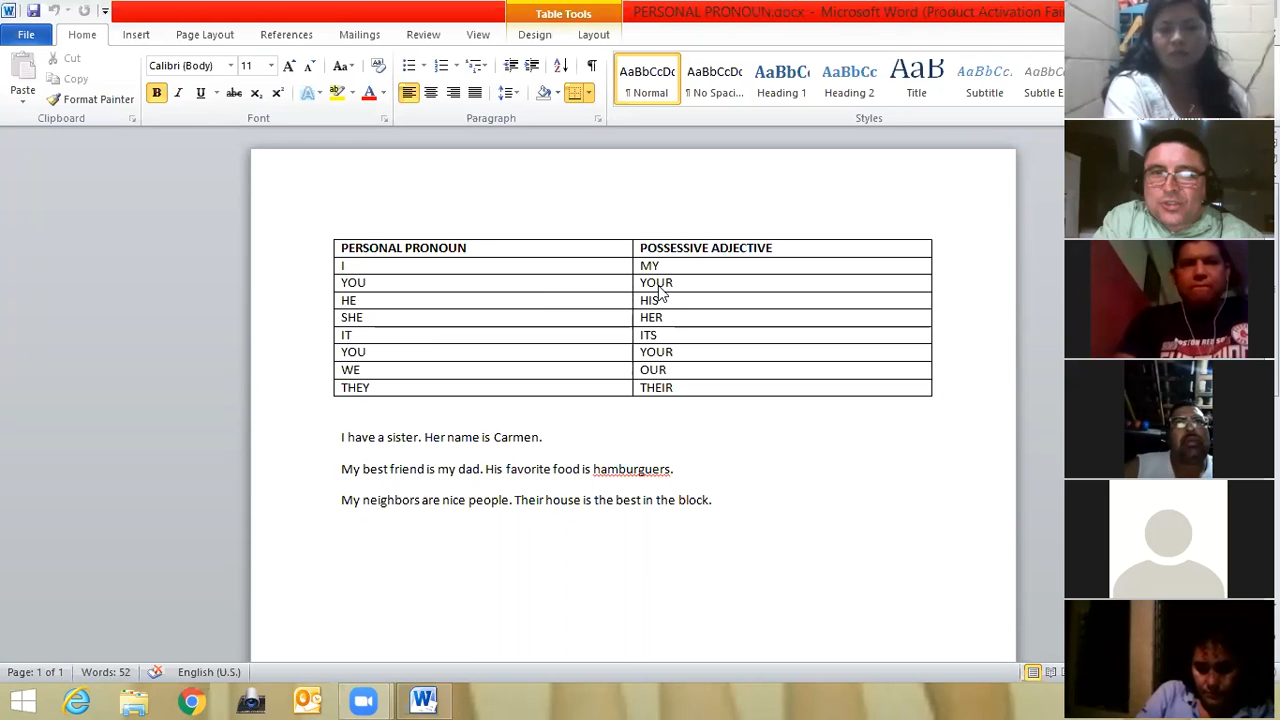 Table Tools
PERSONAL PRONOUN.docx - Microsoft Word (Product Activation Fai
File Home Insert Page Layout References Mailings Review View Design Layout
Cut
Copy
Format Painter
Paste
Calibri (Body) 11
AaBbCcDc AaBbCcDc AaBbC AaBbCc AaB AaBbCcD AaBbCcD
¶ Normal ¶ No Spaci... Heading 1 Heading 2 Title Subtitle Subtle E
Clipboard Font Paragraph Styles
PERSONAL PRONOUN POSSESSIVE ADJECTIVE
I MY
YOU YOUR
HE HIS
SHE HER
IT ITS
YOU YOUR
WE OUR
THEY THEIR
I have a sister. Her name is Carmen.
My best friend is my dad. His favorite food is hamburguers.
My neighbors are nice people. Their house is the best in the block.
Page: 1 of 1 Words: 52 English (U.S.)